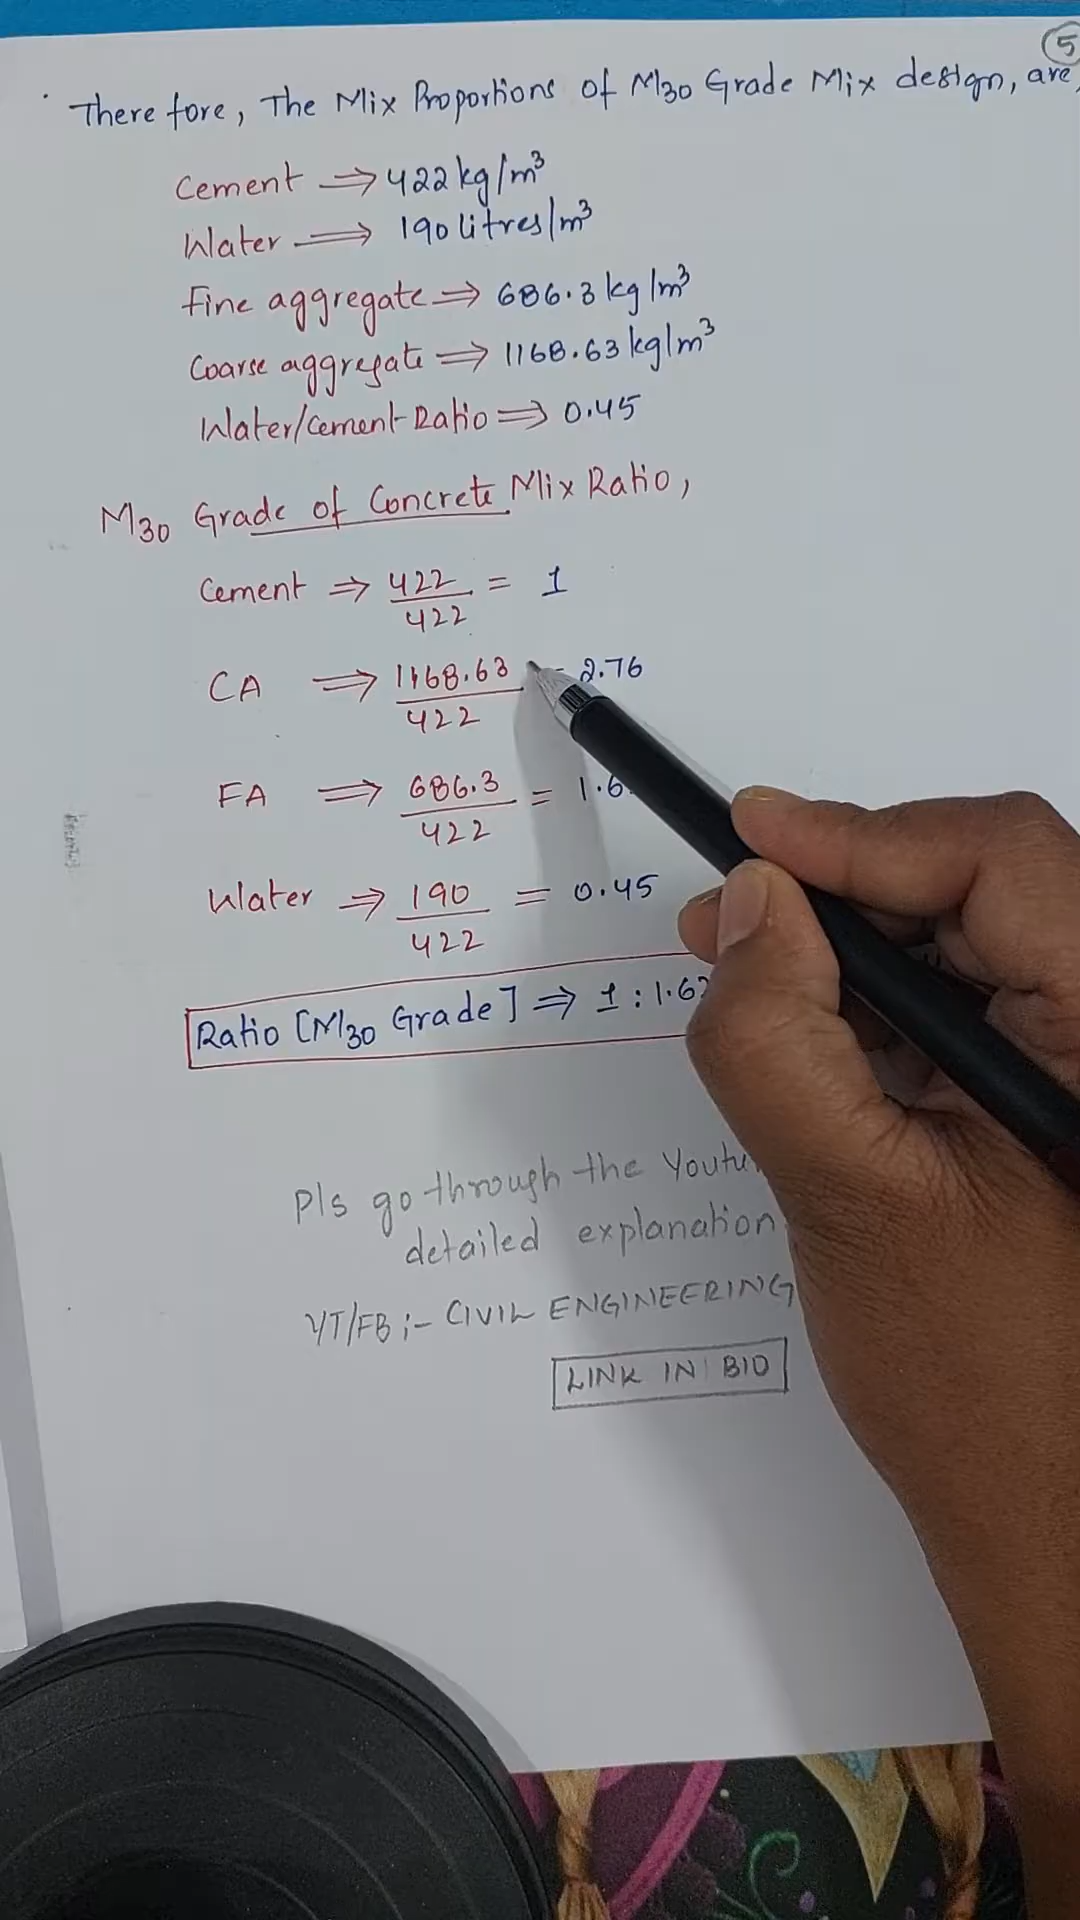 5
There fore, The Mix Proportions of M30 Grade Mix design, are,
Cement ⇒ 422 kg/m³
Water ⇒ 190 litres/m³
Fine aggregate ⇒ 686.3 kg/m³
Coarse aggregate ⇒ 1168.63 kg/m³
Water/Cement Ratio ⇒ 0.45
M30 Grade of Concrete Mix Ratio,
Cement ⇒ 422/422 = 1
CA ⇒ 1168.63/422 = 2.76
FA ⇒ 686.3/422 = 1.6
Water ⇒ 190/422 = 0.45
Ratio [M30 Grade] ⇒ 1 : 1.62
Pls go through the
detailed explanation
YT/FB :- CIVIL ENGINEERING
LINK IN BIO